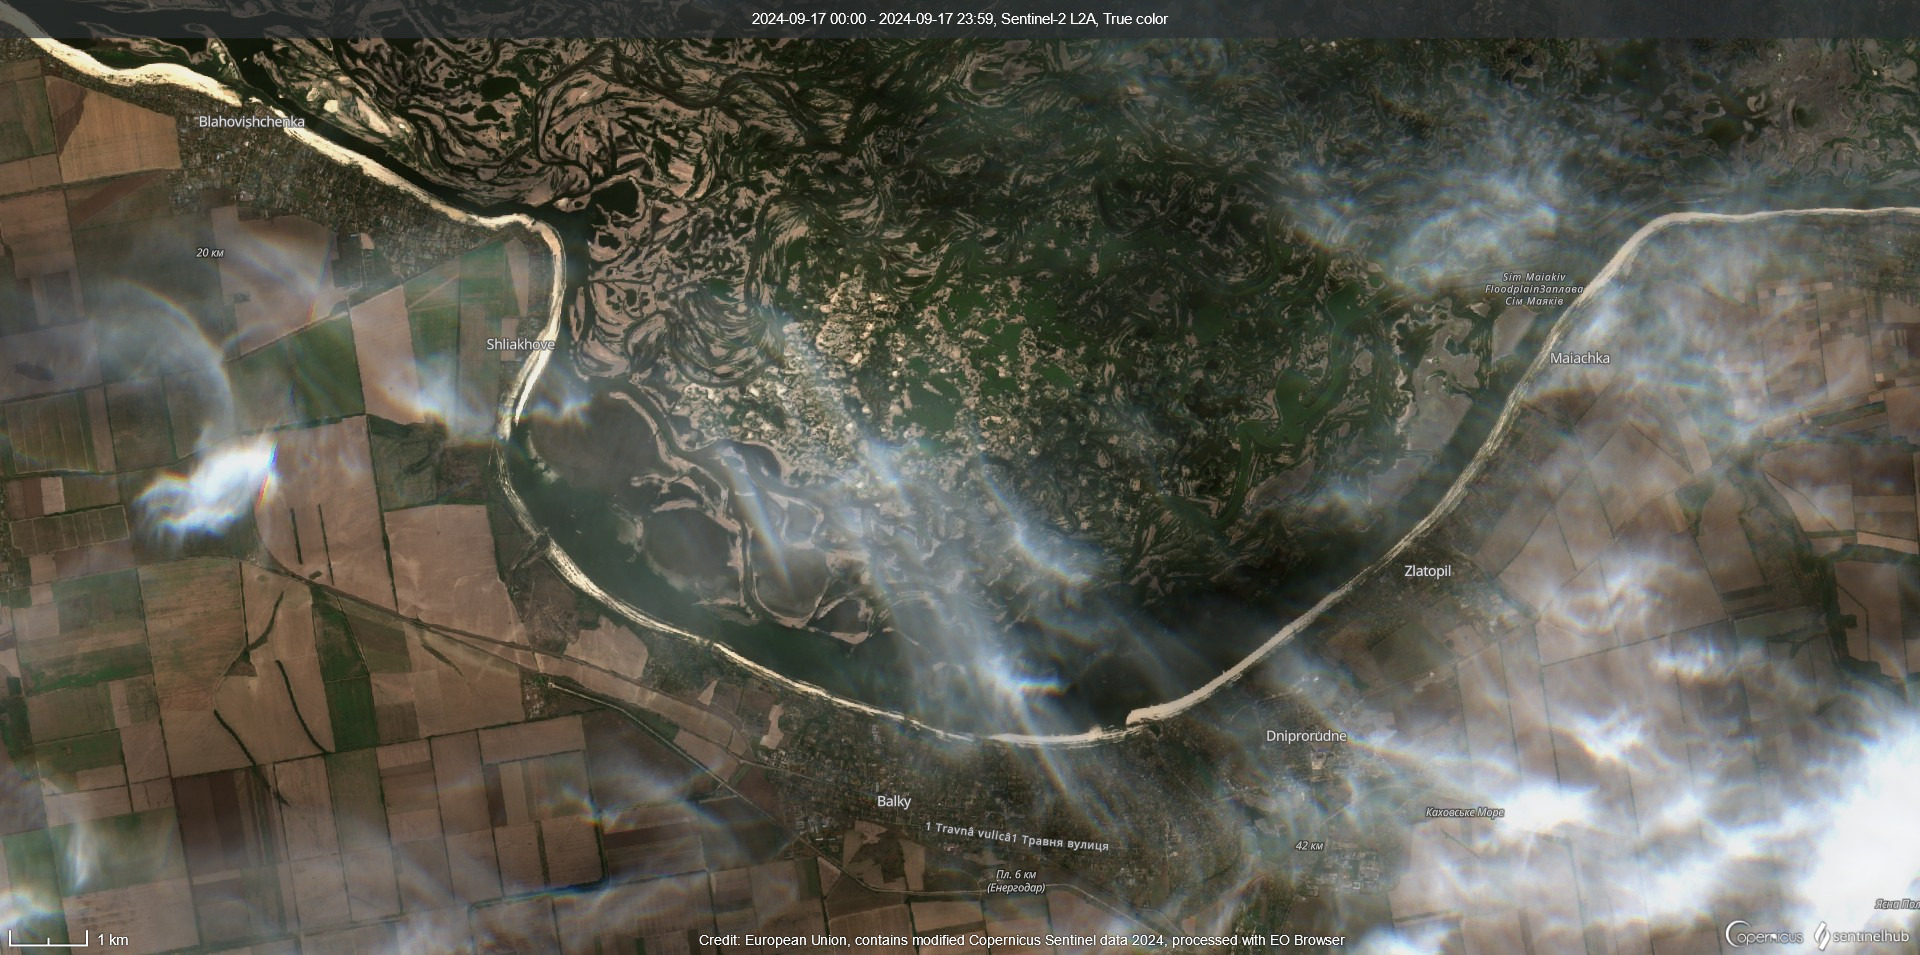 2024-09-17 00:00 - 2024-09-17 23:59, Sentinel-2 L2A, True color
Blahovishchenka
20 км
Sim Maiakiv
FloodplainЗаплава
Сім Маяків
Shliakhove
Maiachka
Zlatopil
Dniprorudne
Balky
Каховське Море
1 Travnâ vulicâ1 Травня вулиця
42 км
Пл. 6 км
(Енергодар)
Ясна
1 km
Credit: European Union, contains modified Copernicus Sentinel data 2024, processed with EO Browser
Copernicus
sentinelhub